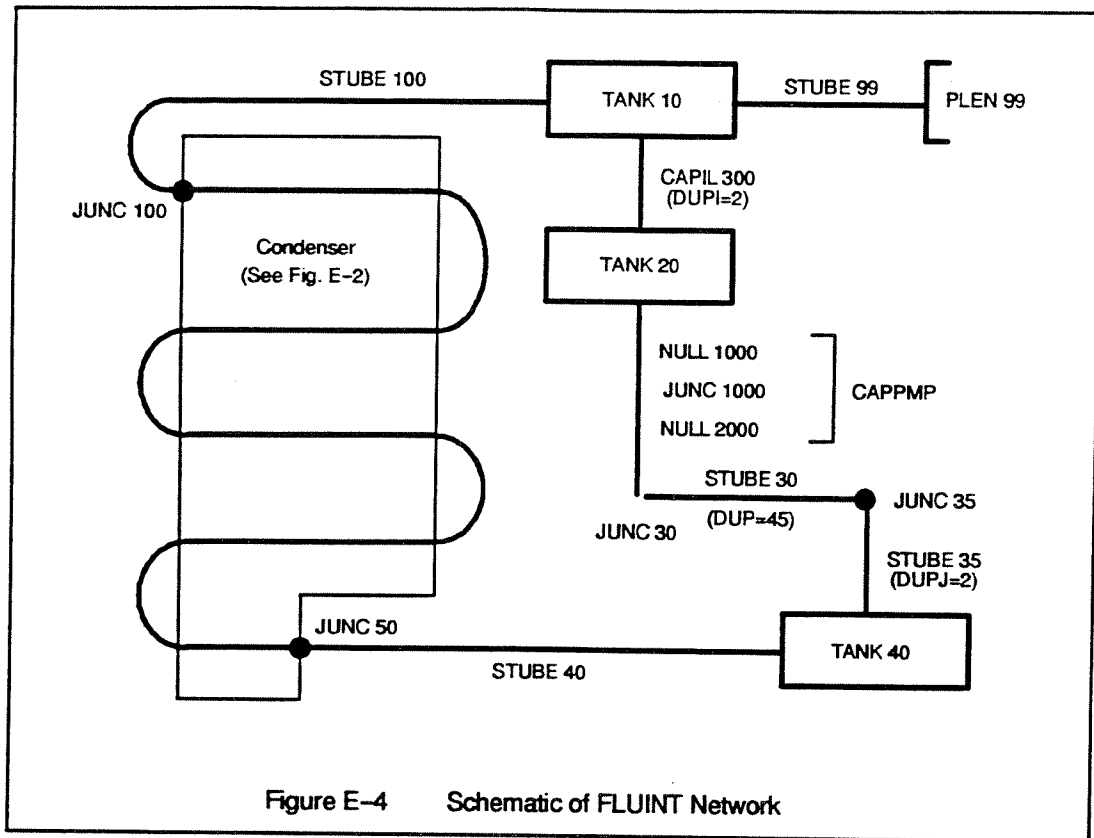 STUBE 100
TANK 10
STUBE 99
PLEN 99
CAPIL 300
(DUPI=2)
JUNC 100
Condenser
(See Fig. E-2)
TANK 20
NULL 1000
JUNC 1000
NULL 2000
CAPPMP
STUBE 30
(DUP=45)
JUNC 30
JUNC 35
STUBE 35
(DUPJ=2)
JUNC 50
TANK 40
STUBE 40
Figure E-4 Schematic of FLUINT Network